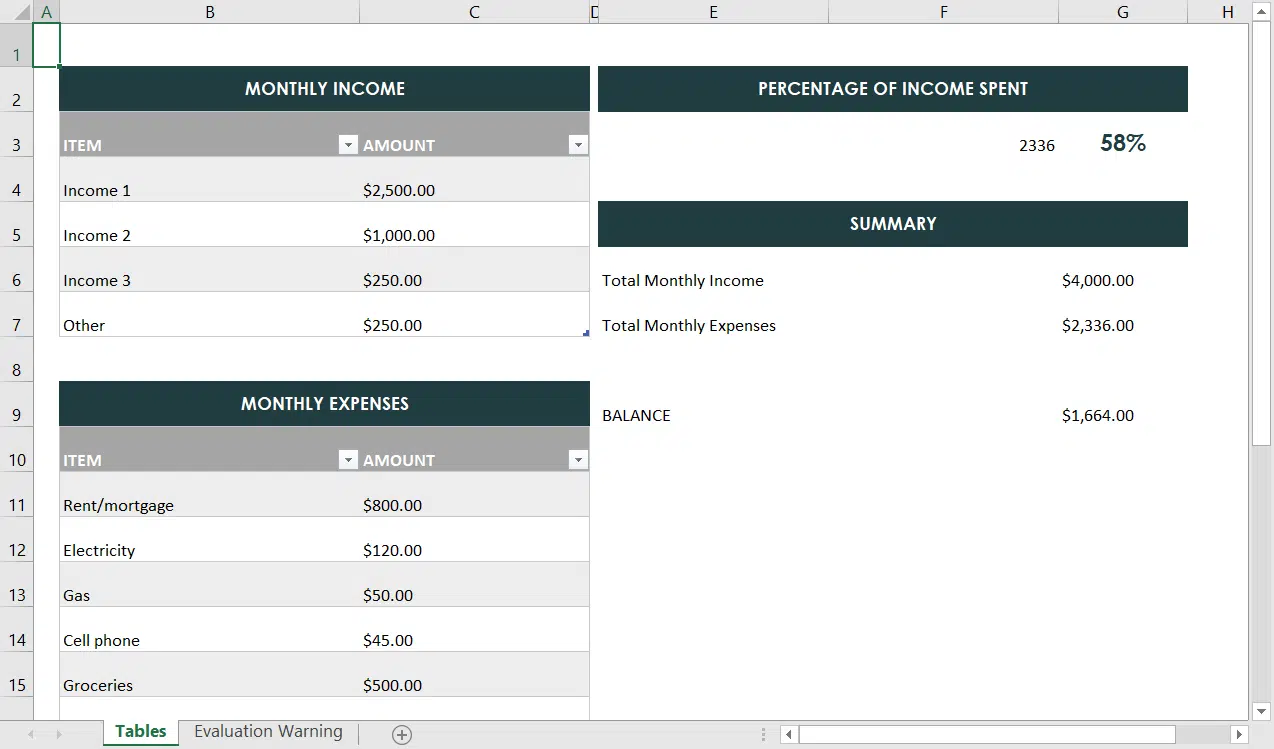 A B C D E F G H
1
2 MONTHLY INCOME PERCENTAGE OF INCOME SPENT
3 ITEM AMOUNT 2336 58%
4 Income 1 $2,500.00
5 Income 2 $1,000.00
SUMMARY
6 Income 3 $250.00 Total Monthly Income $4,000.00
7 Other $250.00 Total Monthly Expenses $2,336.00
8
9 MONTHLY EXPENSES BALANCE $1,664.00
10 ITEM AMOUNT
11 Rent/mortgage $800.00
12 Electricity $120.00
13 Gas $50.00
14 Cell phone $45.00
15 Groceries $500.00
Tables Evaluation Warning